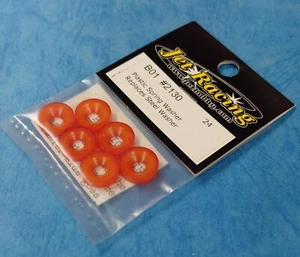 Jet Racing
B01 #2130
24
Plastic Spring Washer
Replaces Steel Washer